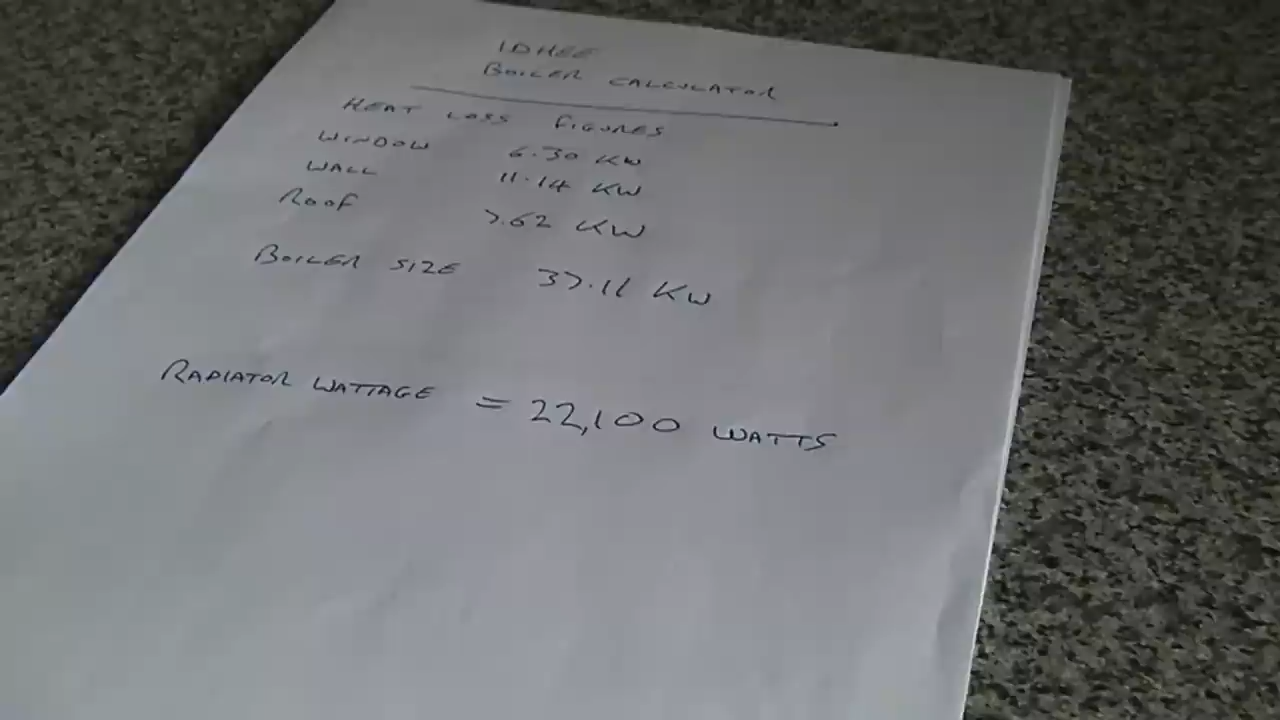 IDHEE
BOILER CALCULATOR
HEAT LOSS FIGURES
WINDOW 6.30 KW
WALL 11.14 KW
ROOF 7.62 KW
BOILER SIZE 37.11 KW
RADIATOR WATTAGE = 22,100 WATTS